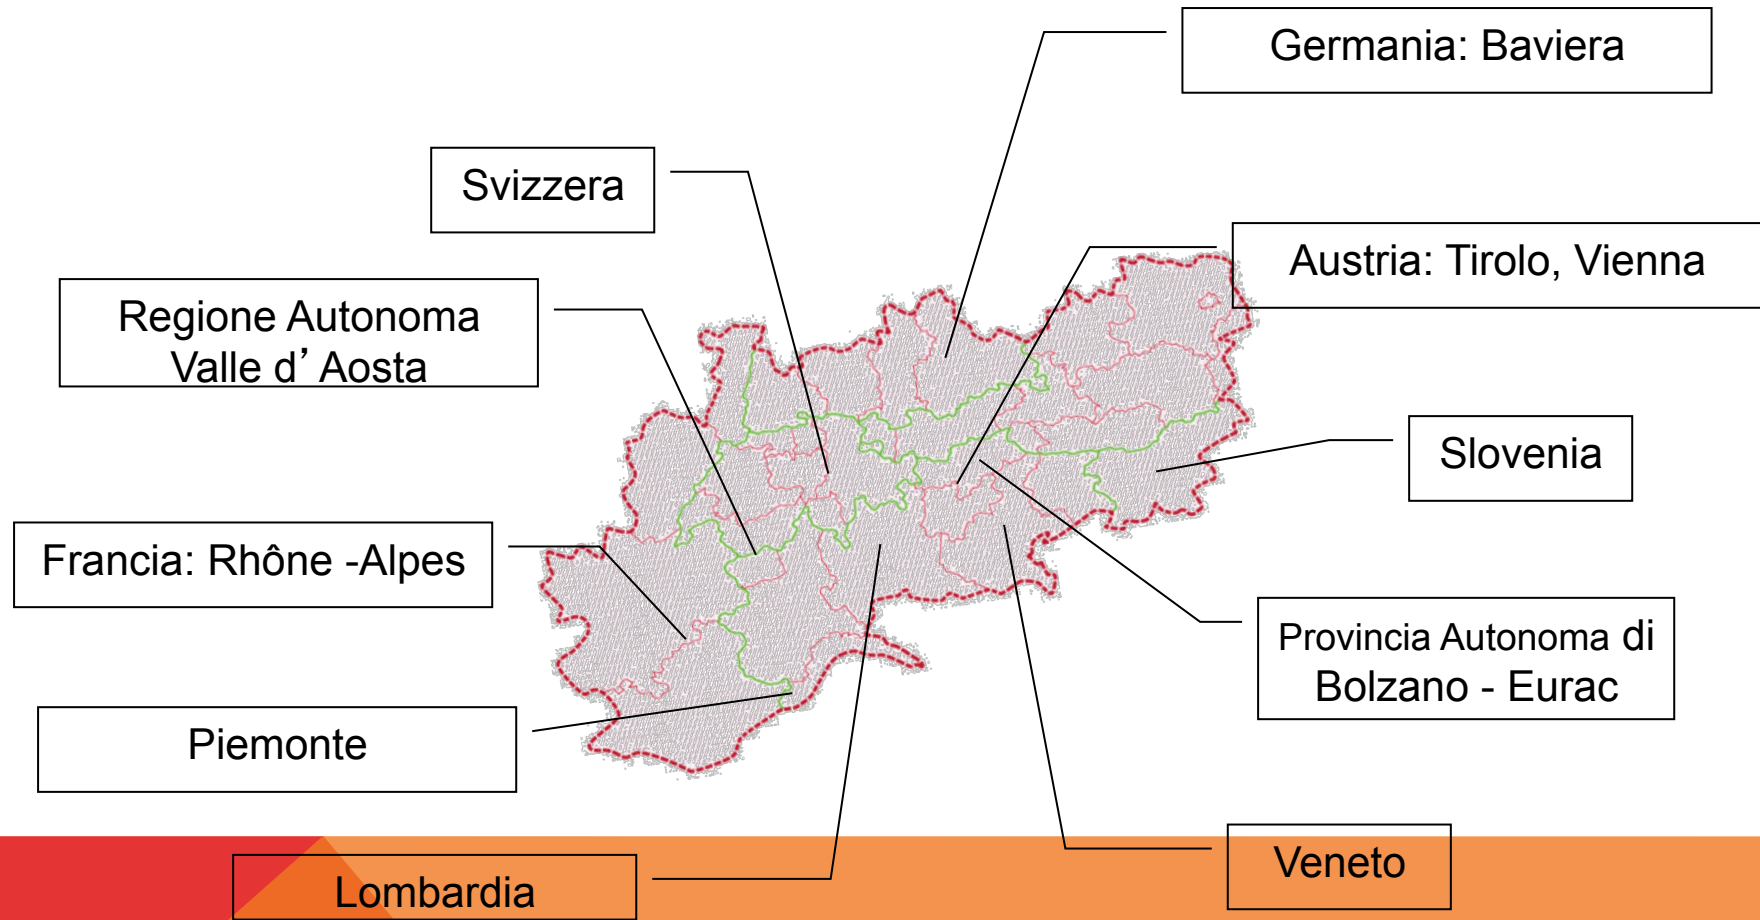 Germania: Baviera
Svizzera
Austria: Tirolo, Vienna
Regione Autonoma
Valle d’ Aosta
Slovenia
Francia: Rhône -Alpes
Provincia Autonoma di
Bolzano - Eurac
Piemonte
Veneto
Lombardia